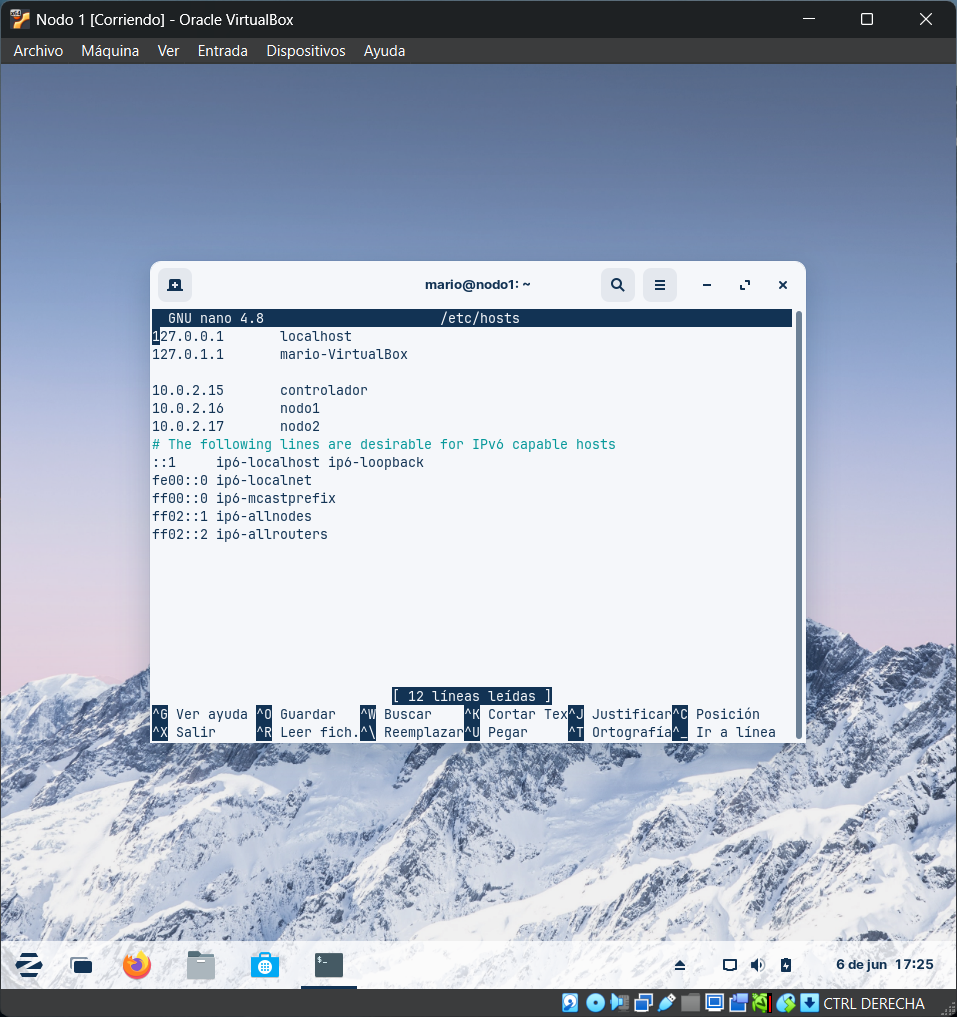 Nodo 1 [Corriendo] - Oracle VirtualBox
Archivo Máquina Ver Entrada Dispositivos Ayuda
mario@nodo1: ~
GNU nano 4.8 /etc/hosts
127.0.0.1 localhost
127.0.1.1 mario-VirtualBox
10.0.2.15 controlador
10.0.2.16 nodo1
10.0.2.17 nodo2
# The following lines are desirable for IPv6 capable hosts
::1 ip6-localhost ip6-loopback
fe00::0 ip6-localnet
ff00::0 ip6-mcastprefix
ff02::1 ip6-allnodes
ff02::2 ip6-allrouters
[ 12 líneas leídas ]
^G Ver ayuda ^O Guardar ^W Buscar ^K Cortar Tex^J Justificar^C Posición
^X Salir ^R Leer fich.^\ Reemplazar^U Pegar ^T Ortografía^_ Ir a línea
6 de jun 17:25
CTRL DERECHA